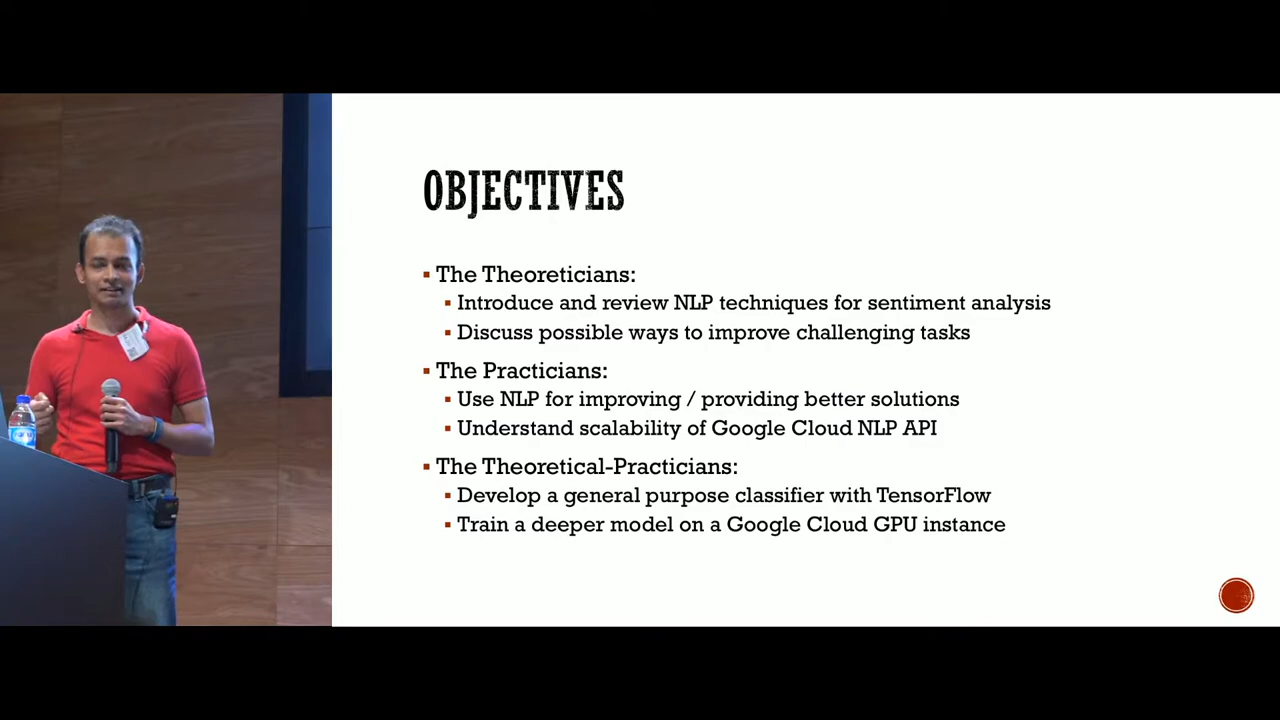 OBJECTIVES
▪ The Theoreticians:
▪ Introduce and review NLP techniques for sentiment analysis
▪ Discuss possible ways to improve challenging tasks
▪ The Practicians:
▪ Use NLP for improving / providing better solutions
▪ Understand scalability of Google Cloud NLP API
▪ The Theoretical-Practicians:
▪ Develop a general purpose classifier with TensorFlow
▪ Train a deeper model on a Google Cloud GPU instance